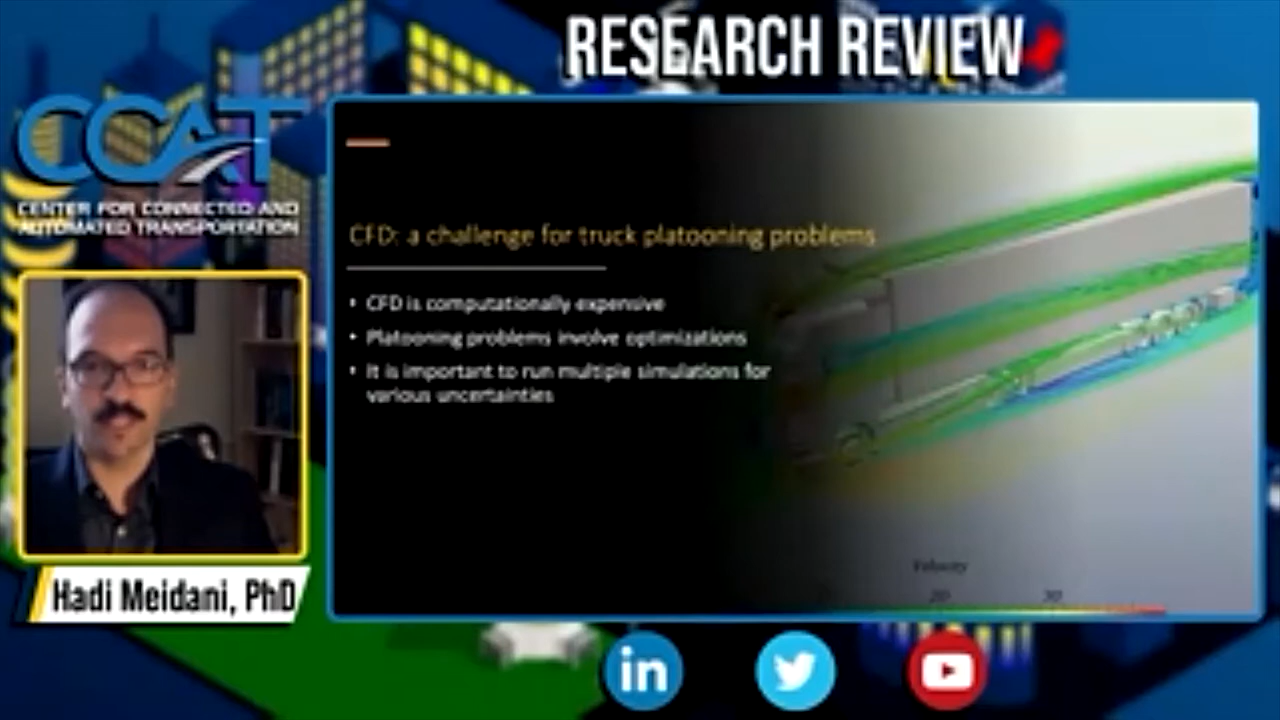 RESEARCH REVIEW
CCAT
CENTER FOR CONNECTED AND
AUTOMATED TRANSPORTATION
CFD: a challenge for truck platooning problems
• CFD is computationally expensive
• Platooning problems involve optimizations
• It is important to run multiple simulations for
various uncertainties
Velocity
20 30
Hadi Meidani, PhD
in